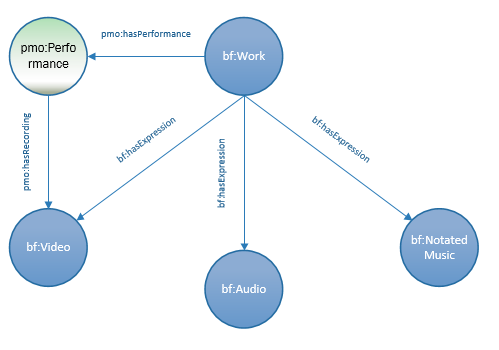 pmo:hasPerformance
pmo:Perfo
rmance
bf:Work
pmo:hasRecording
bf:hasExpression
bf:hasExpression
bf:hasExpression
bf:Video
bf:Audio
bf:Notated
Music